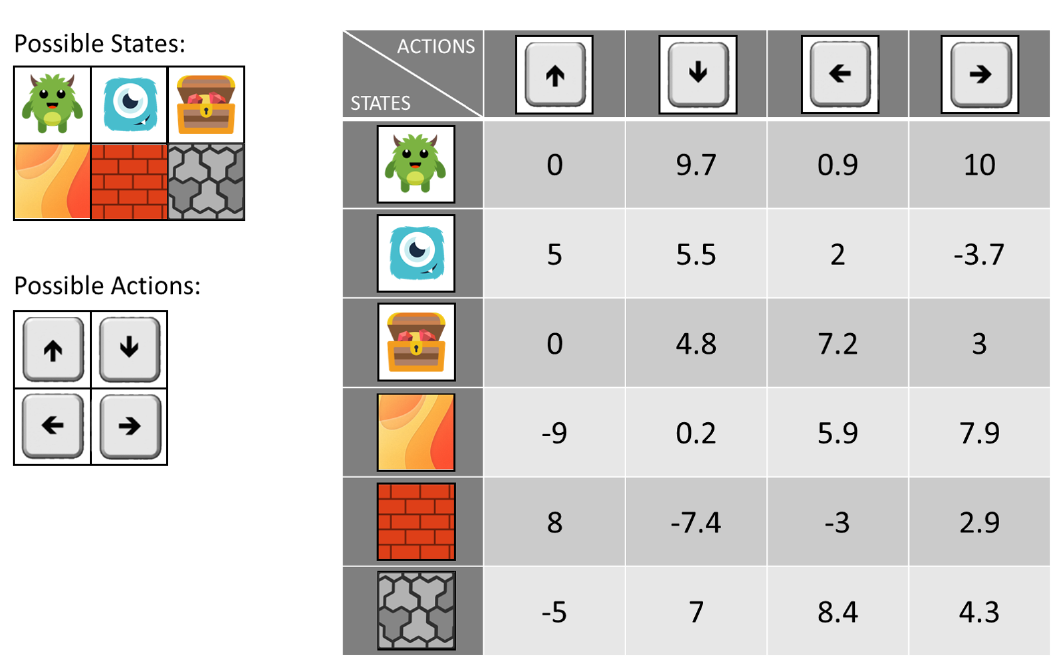 Possible States:
Possible Actions:
ACTIONS
STATES
0 9.7 0.9 10
5 5.5 2 -3.7
0 4.8 7.2 3
-9 0.2 5.9 7.9
8 -7.4 -3 2.9
-5 7 8.4 4.3